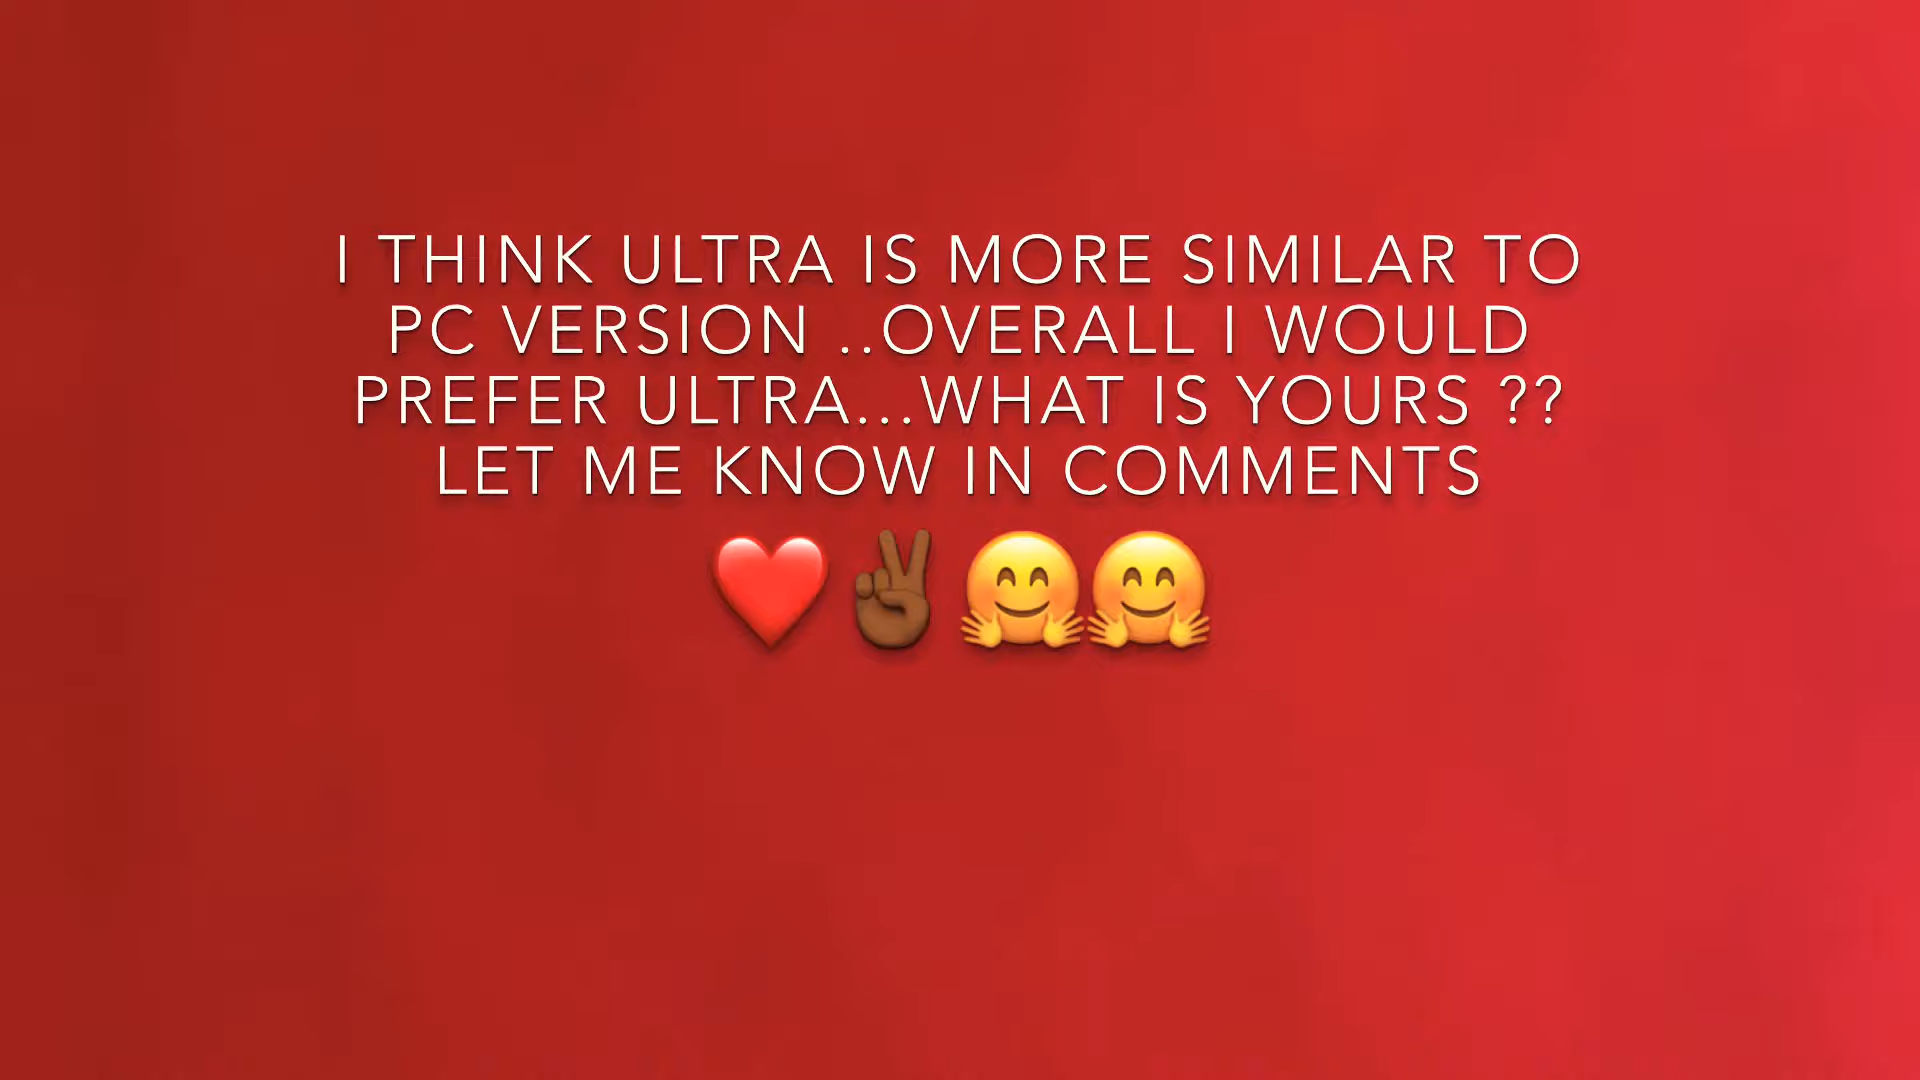 I THINK ULTRA IS MORE SIMILAR TO
PC VERSION ..OVERALL I WOULD
PREFER ULTRA...WHAT IS YOURS ??
LET ME KNOW IN COMMENTS
❤️✌🏾🤗🤗